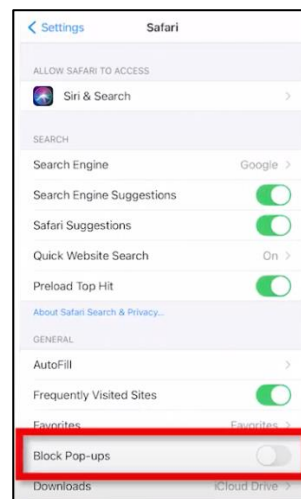 Settings Safari
ALLOW SAFARI TO ACCESS
Siri & Search
SEARCH
Search Engine Google
Search Engine Suggestions
Safari Suggestions
Quick Website Search On
Preload Top Hit
About Safari Search & Privacy...
GENERAL
AutoFill
Frequently Visited Sites
Favorites Favorites
Block Pop-ups
Downloads iCloud Drive